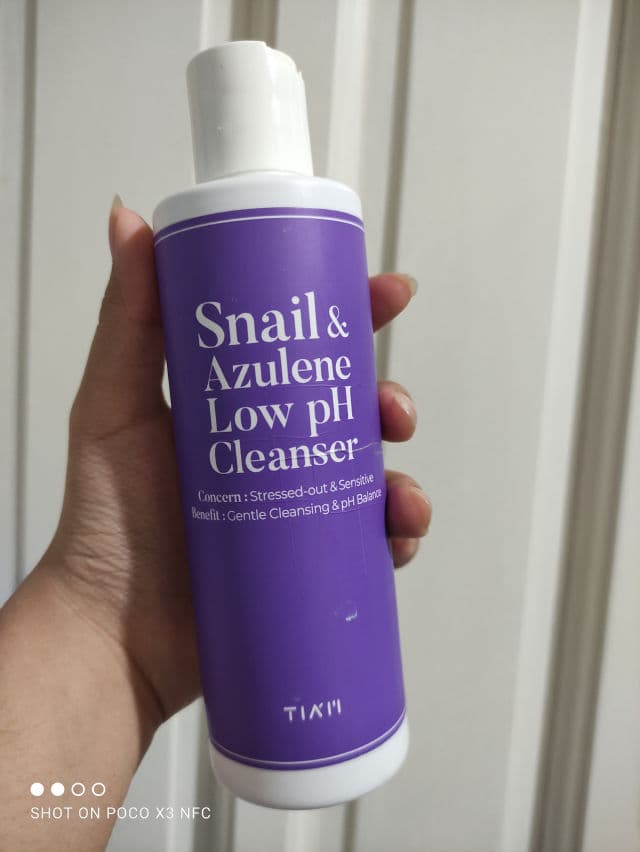 Snail &
Azulene
Low pH
Cleanser
Concern : Stressed-out & Sensitive
Benefit : Gentle Cleansing & pH Balance
TIA'M
SHOT ON POCO X3 NFC